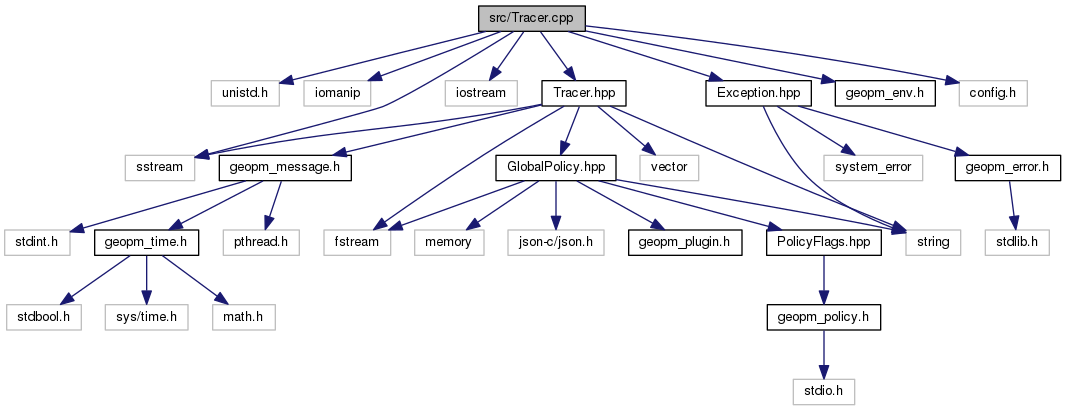 src/Tracer.cpp
unistd.h
iomanip
iostream
Tracer.hpp
Exception.hpp
geopm_env.h
config.h
sstream
geopm_message.h
GlobalPolicy.hpp
vector
system_error
geopm_error.h
stdint.h
geopm_time.h
pthread.h
fstream
memory
json-c/json.h
geopm_plugin.h
PolicyFlags.hpp
string
stdlib.h
stdbool.h
sys/time.h
math.h
geopm_policy.h
stdio.h